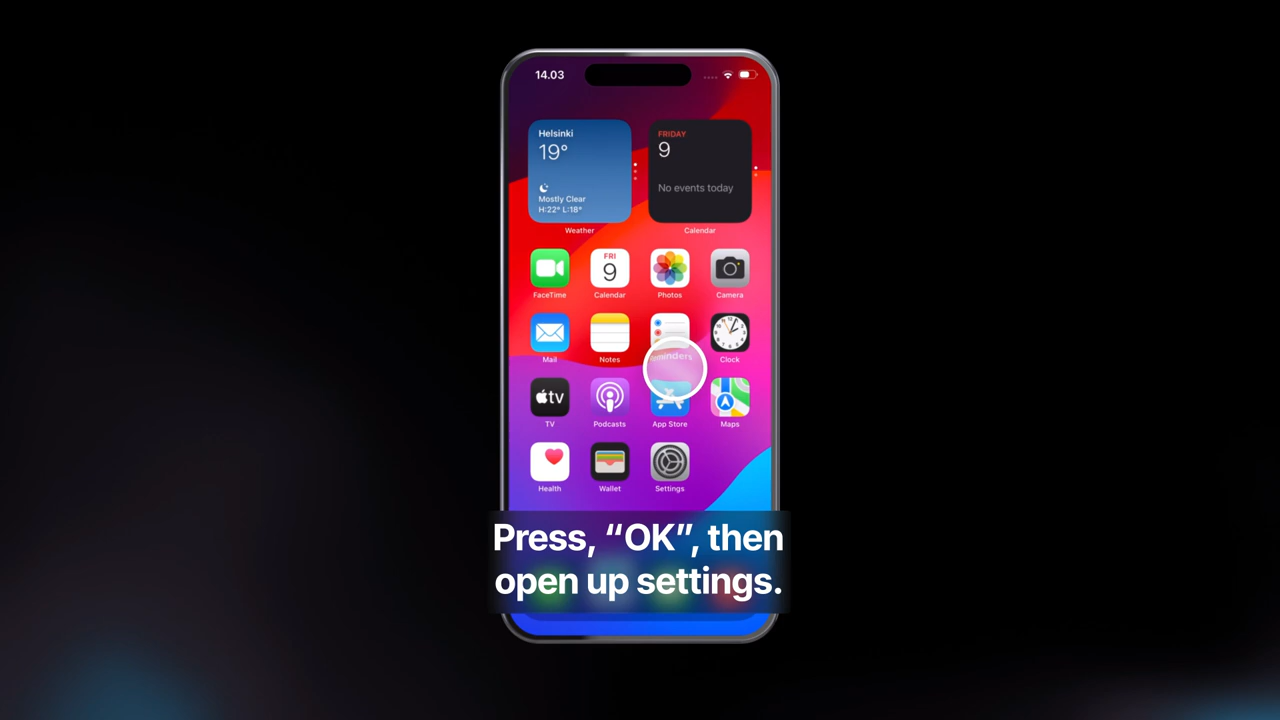 14.03
Helsinki
19°
Mostly Clear
H:22° L:18°
Weather
FRIDAY
9
No events today
Calendar
FRI
9
FaceTime
Calendar
Photos
Camera
Mail
Notes
minders
Clock
tv
TV
Podcasts
App Store
Maps
Health
Wallet
Settings
Press, “OK”, then
open up settings.